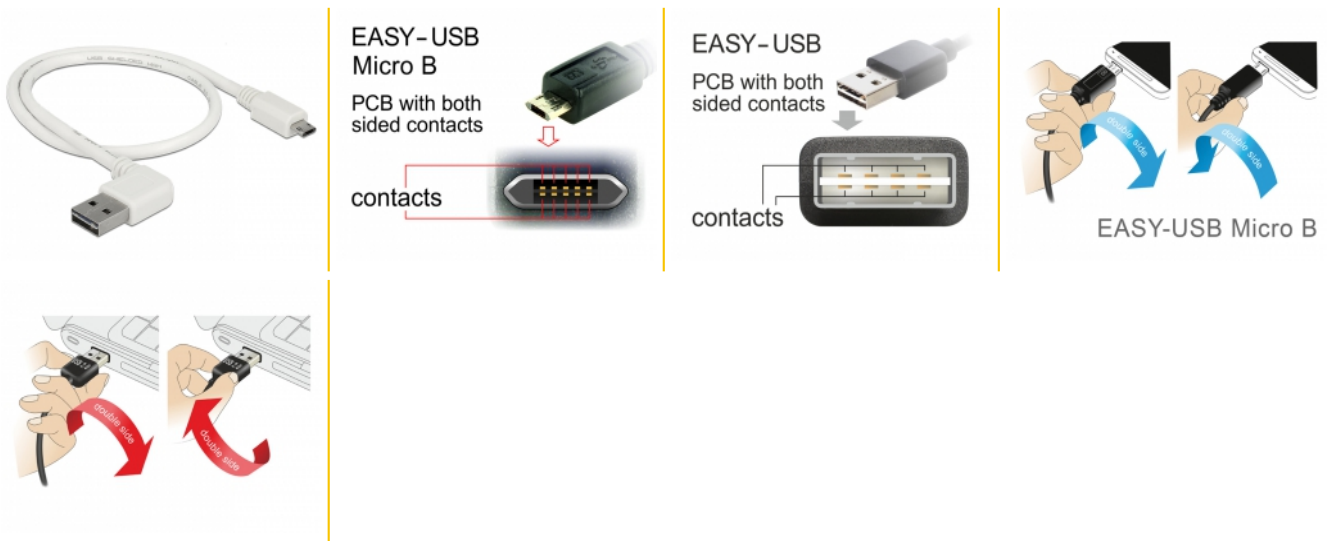 EASY-USB
Micro B
PCB with both
sided contacts
contacts
EASY-USB
PCB with both
sided contacts
contacts
double side
double side
EASY-USB Micro B
double side
double side